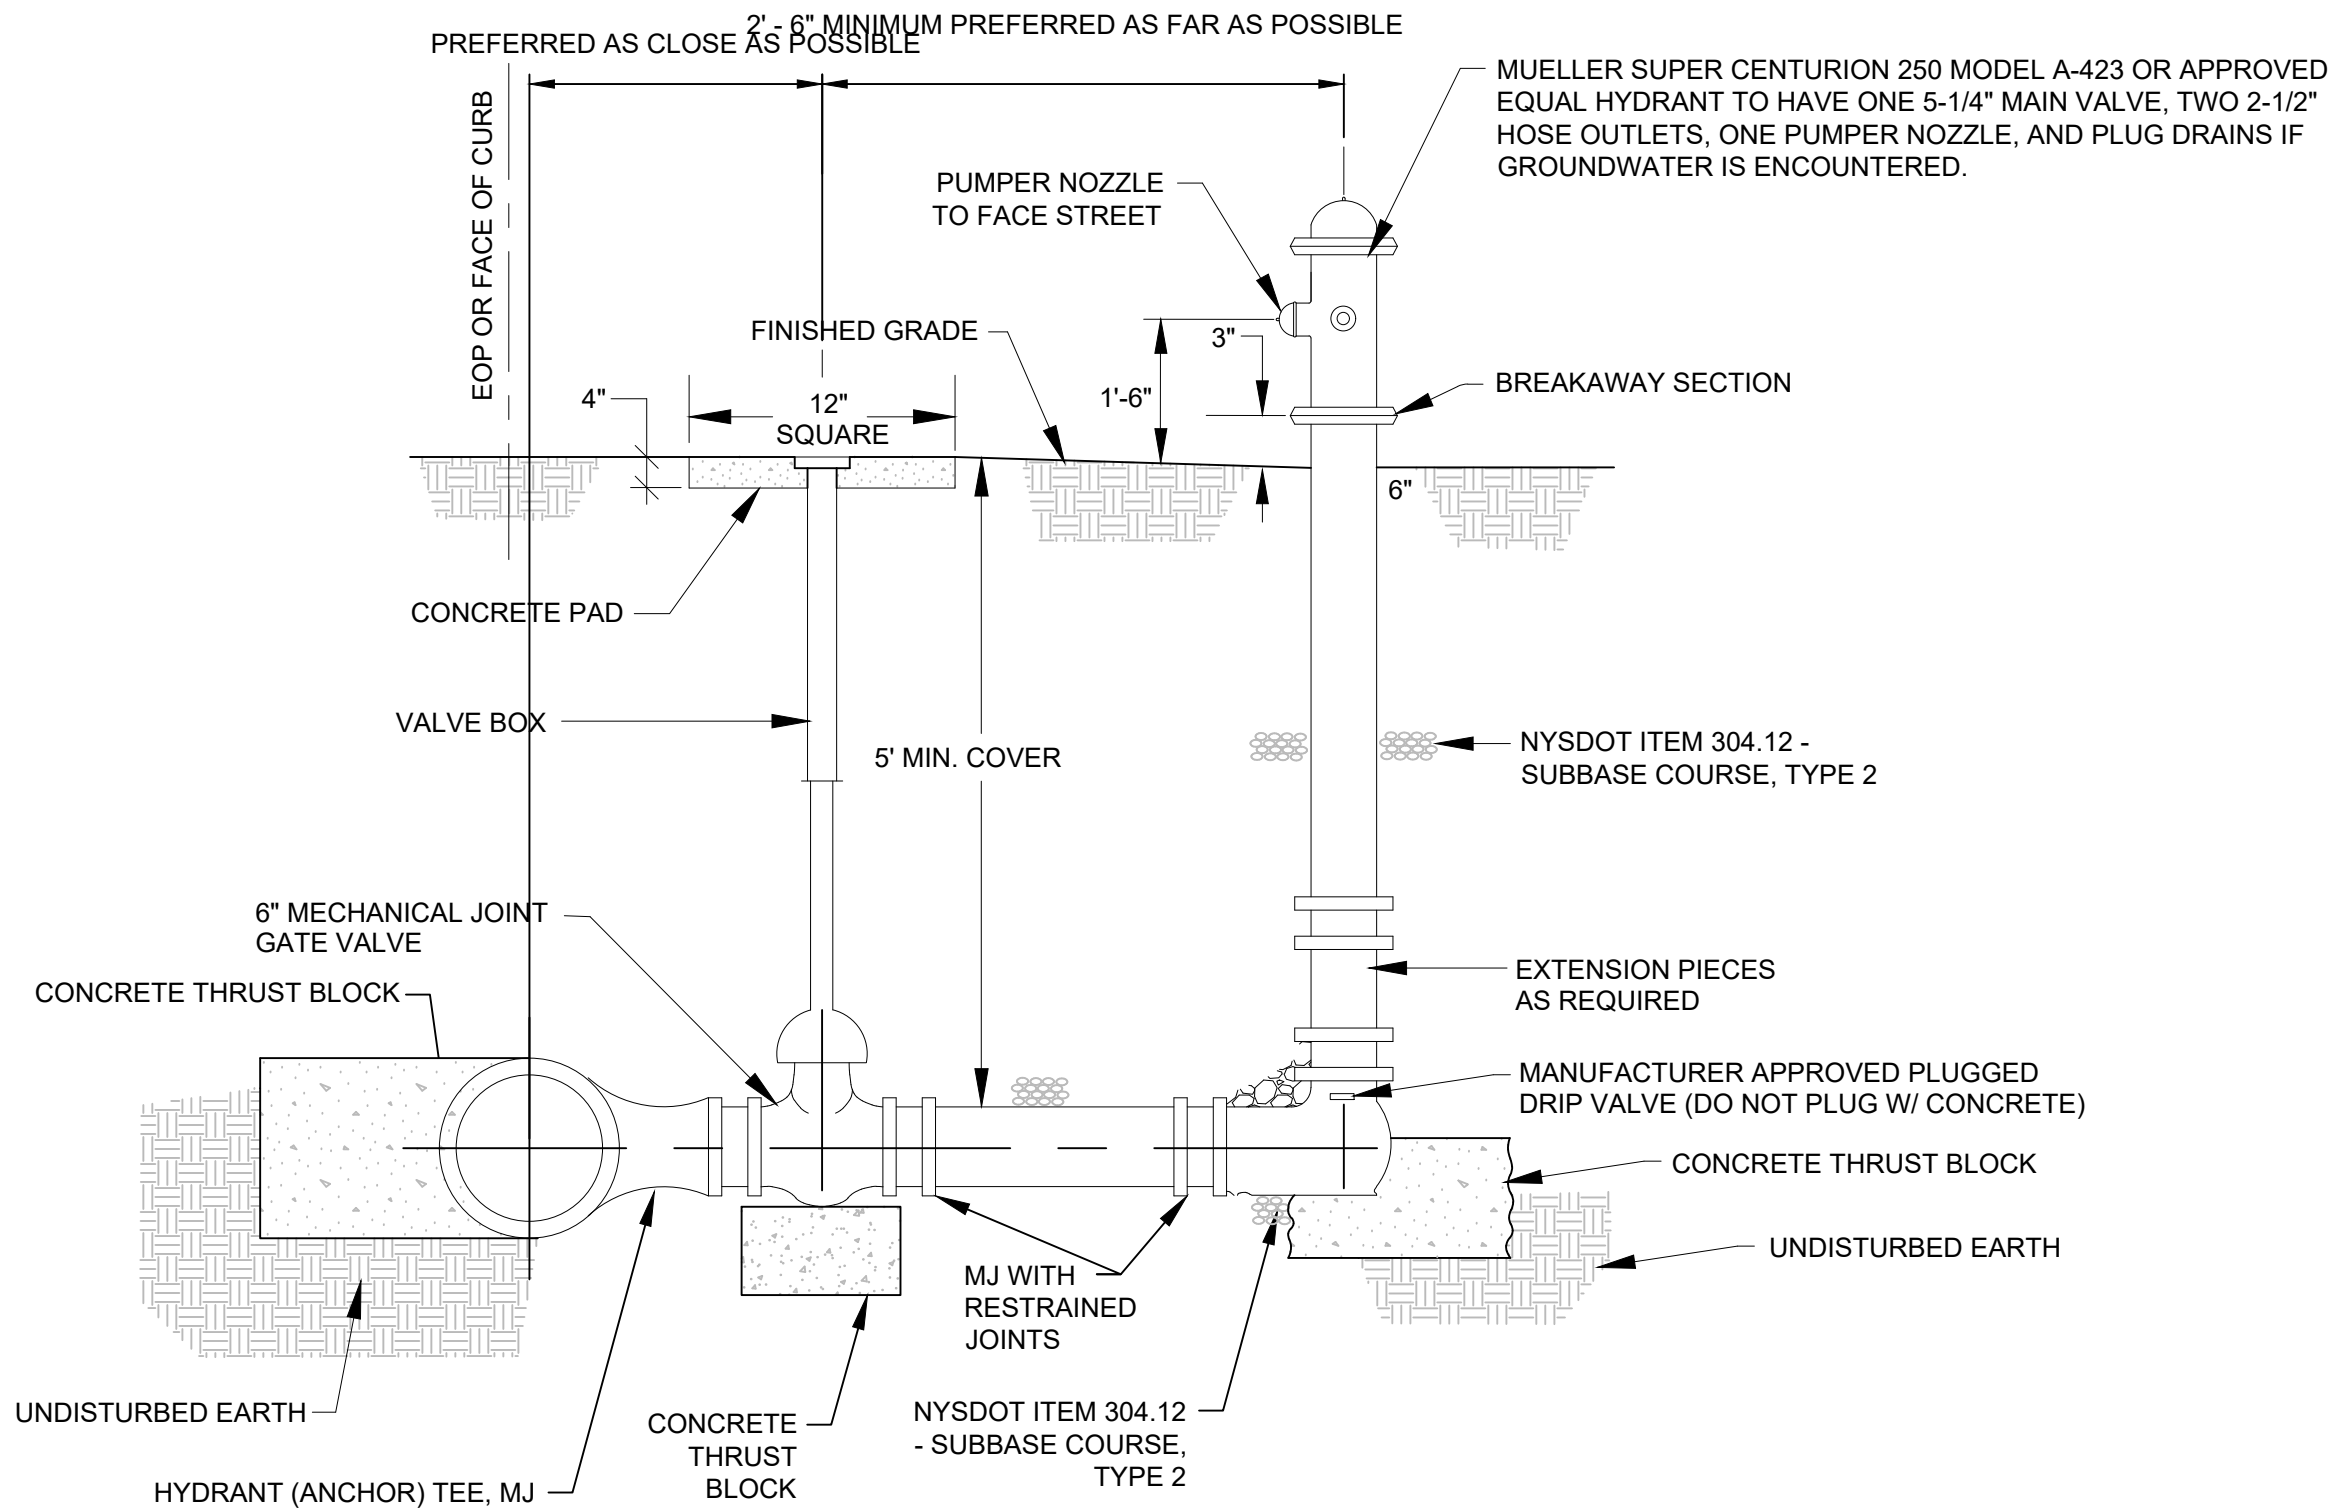 2' - 6" MINIMUM PREFERRED AS FAR AS POSSIBLE
PREFERRED AS CLOSE AS POSSIBLE
EOP OR FACE OF CURB
MUELLER SUPER CENTURION 250 MODEL A-423 OR APPROVED
EQUAL HYDRANT TO HAVE ONE 5-1/4" MAIN VALVE, TWO 2-1/2"
HOSE OUTLETS, ONE PUMPER NOZZLE, AND PLUG DRAINS IF
GROUNDWATER IS ENCOUNTERED.
PUMPER NOZZLE
TO FACE STREET
FINISHED GRADE
3"
1'-6"
BREAKAWAY SECTION
4"
12"
SQUARE
6"
CONCRETE PAD
VALVE BOX
5' MIN. COVER
NYSDOT ITEM 304.12 -
SUBBASE COURSE, TYPE 2
6" MECHANICAL JOINT
GATE VALVE
CONCRETE THRUST BLOCK
EXTENSION PIECES
AS REQUIRED
MANUFACTURER APPROVED PLUGGED
DRIP VALVE (DO NOT PLUG W/ CONCRETE)
CONCRETE THRUST BLOCK
UNDISTURBED EARTH
MJ WITH
RESTRAINED
JOINTS
UNDISTURBED EARTH
CONCRETE
THRUST
BLOCK
NYSDOT ITEM 304.12
- SUBBASE COURSE,
TYPE 2
HYDRANT (ANCHOR) TEE, MJ